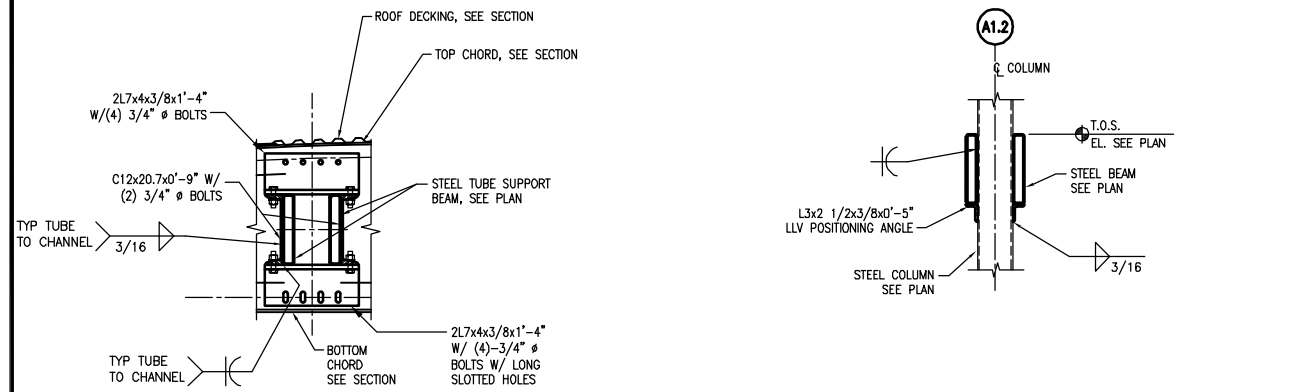 ROOF DECKING, SEE SECTION
TOP CHORD, SEE SECTION
2L7x4x3/8x1'-4"
W/(4) 3/4" ø BOLTS
C12x20.7x0'-9" W/
(2) 3/4" ø BOLTS
STEEL TUBE SUPPORT
BEAM, SEE PLAN
TYP TUBE
TO CHANNEL
3/16
2L7x4x3/8x1'-4"
W/ (4)-3/4" ø
BOLTS W/ LONG
SLOTTED HOLES
BOTTOM
CHORD
SEE SECTION
TYP TUBE
TO CHANNEL
A1.2
℄ COLUMN
T.O.S.
EL. SEE PLAN
STEEL BEAM
SEE PLAN
L3x2 1/2x3/8x0'-5"
LLV POSITIONING ANGLE
3/16
STEEL COLUMN
SEE PLAN